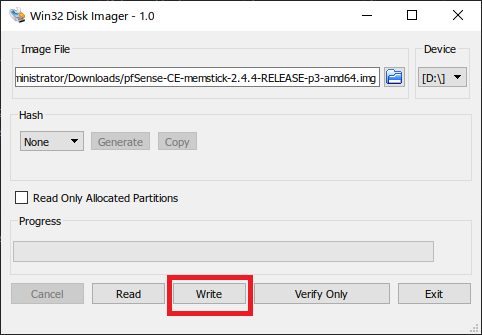 Win32 Disk Imager - 1.0
Image File
Device
ministrator/Downloads/pfSense-CE-memstick-2.4.4-RELEASE-p3-amd64.img
[D:\]
Hash
None
Generate
Copy
Read Only Allocated Partitions
Progress
Cancel
Read
Write
Verify Only
Exit